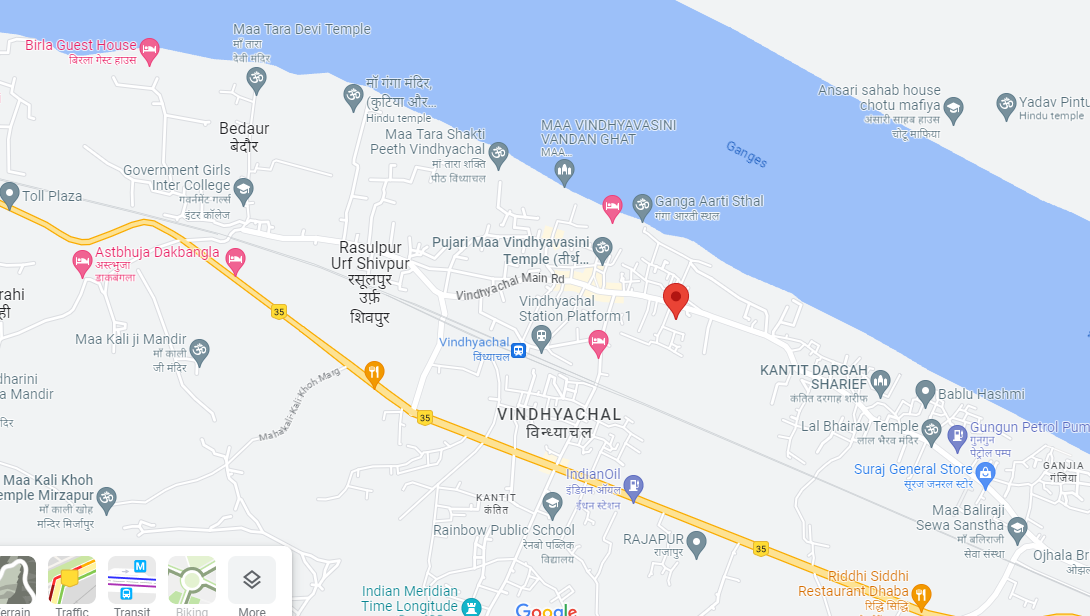 Maa Tara Devi Temple
माँ तारा
देवी मंदिर
Birla Guest House
बिरला गेस्ट हाउस
माँ गंगा मंदिर,
(कुटिया और...
Hindu temple
Ansari sahab house
chotu mafiya
अंसारी साहब हाउस
चोटू माफिया
Yadav Pintu
Hindu temple
Bedaur
बेदौर
Maa Tara Shakti
Peeth Vindhyachal
मां तारा शक्ति
पीठ विंध्याचल
MAA VINDHYAVASINI
VANDAN GHAT
MAA...
Ganges
Government Girls
Inter College
गवर्नमेंट गर्ल्स
इंटर कॉलेज
Toll Plaza
Ganga Aarti Sthal
गंगा आरती स्थल
Astbhuja Dakbangla
अस्त्भुजा
डाकबंगला
Rasulpur
Urf Shivpur
रसूलपुर
उर्फ़
शिवपुर
Pujari Maa Vindhyavasini
Temple (तीर्थ...
Vindhyachal Main Rd
rahi
ही
35
Vindhyachal
Station Platform 1
Vindhyachal
विंध्याचल
Maa Kali ji Mandir
माँ काली
जी मंदिर
Mahakali-Kali Khoh Marg
dharini
a Mandir
दिर
35
VINDHYACHAL
विन्ध्याचल
KANTIT DARGAH
SHARIEF
कंतित दरगाह शरीफ
Bablu Hashmi
Lal Bhairav Temple
लाल भैरव मंदिर
Gungun Petrol Pum
गुनगुन
पेट्रोल पम्प
Suraj General Store
सूरज जनरल स्टोर
GANJIA
गंजिया
Maa Kali Khoh
emple Mirzapur
माँ काली खोह
मन्दिर मिर्जापुर
IndianOil
इंडियन ऑयल
ईंधन स्टेशन
KANTIT
कंतित
Rainbow Public School
रेनबो पब्लिक
विद्यालय
RAJAPUR
राजापुर
35
Maa Baliraji
Sewa Sanstha
माँ बलिराजी
सेवा संस्था
Ojhala Br
ओझल
Riddhi Siddhi
Restaurant Dhaba
रिद्धि सिद्धि
Indian Meridian
Time Longitude
M
errain
Traffic
Transit
Biking
More
Google